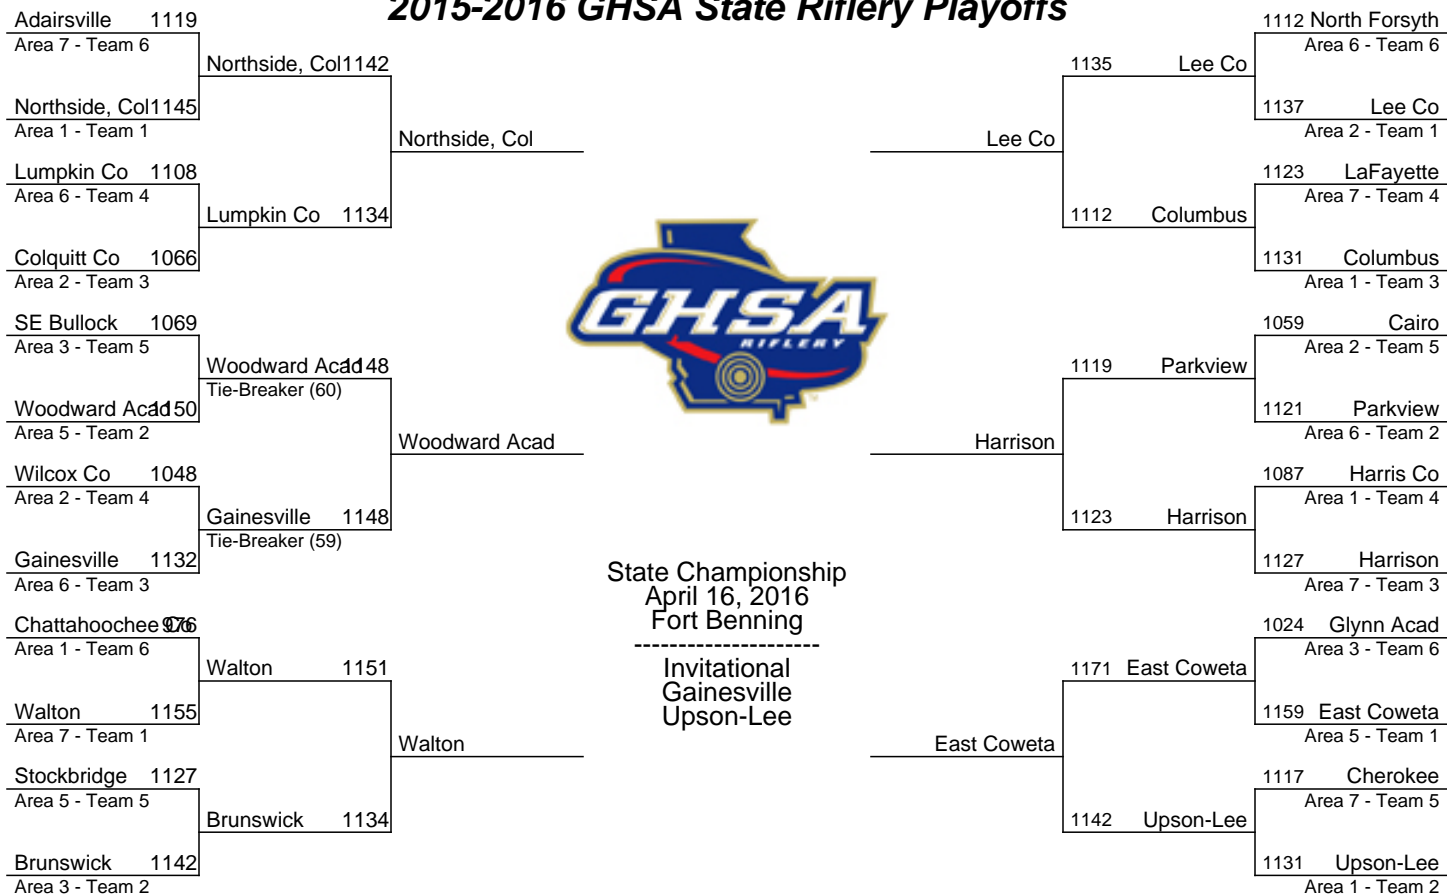 2015-2016 GHSA State Riflery Playoffs
Adairsville 1119
Area 7 - Team 6
Northside, Col 1142
Northside, Col 1145
Area 1 - Team 1
Northside, Col
Lumpkin Co 1108
Area 6 - Team 4
Lumpkin Co 1134
Colquitt Co 1066
Area 2 - Team 3
SE Bullock 1069
Area 3 - Team 5
Woodward Acad 1148
Tie-Breaker (60)
Woodward Acad 1150
Area 5 - Team 2
Woodward Acad
Wilcox Co 1048
Area 2 - Team 4
Gainesville 1148
Tie-Breaker (59)
Gainesville 1132
Area 6 - Team 3
Chattahoochee Co 976
Area 1 - Team 6
Walton 1151
Walton 1155
Area 7 - Team 1
Walton
Stockbridge 1127
Area 5 - Team 5
Brunswick 1134
Brunswick 1142
Area 3 - Team 2
GHSA
RIFLERY
State Championship
April 16, 2016
Fort Benning
---------------------
Invitational
Gainesville
Upson-Lee
1112 North Forsyth
Area 6 - Team 6
1135 Lee Co
1137 Lee Co
Area 2 - Team 1
Lee Co
1123 LaFayette
Area 7 - Team 4
1112 Columbus
1131 Columbus
Area 1 - Team 3
1059 Cairo
Area 2 - Team 5
1119 Parkview
1121 Parkview
Area 6 - Team 2
Harrison
1087 Harris Co
Area 1 - Team 4
1123 Harrison
1127 Harrison
Area 7 - Team 3
1024 Glynn Acad
Area 3 - Team 6
1171 East Coweta
1159 East Coweta
Area 5 - Team 1
East Coweta
1117 Cherokee
Area 7 - Team 5
1142 Upson-Lee
1131 Upson-Lee
Area 1 - Team 2